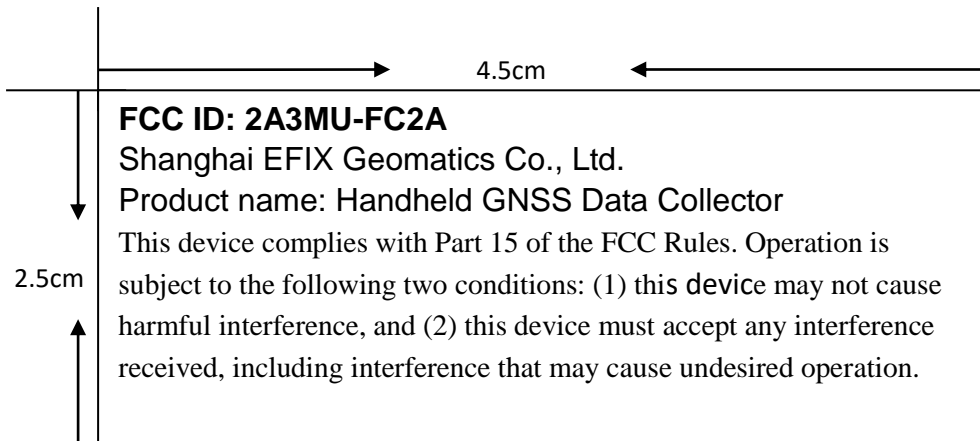 4.5cm
FCC ID: 2A3MU-FC2A
Shanghai EFIX Geomatics Co., Ltd.
Product name: Handheld GNSS Data Collector
This device complies with Part 15 of the FCC Rules. Operation is
2.5cm
subject to the following two conditions: (1) this device may not cause
harmful interference, and (2) this device must accept any interference
received, including interference that may cause undesired operation.